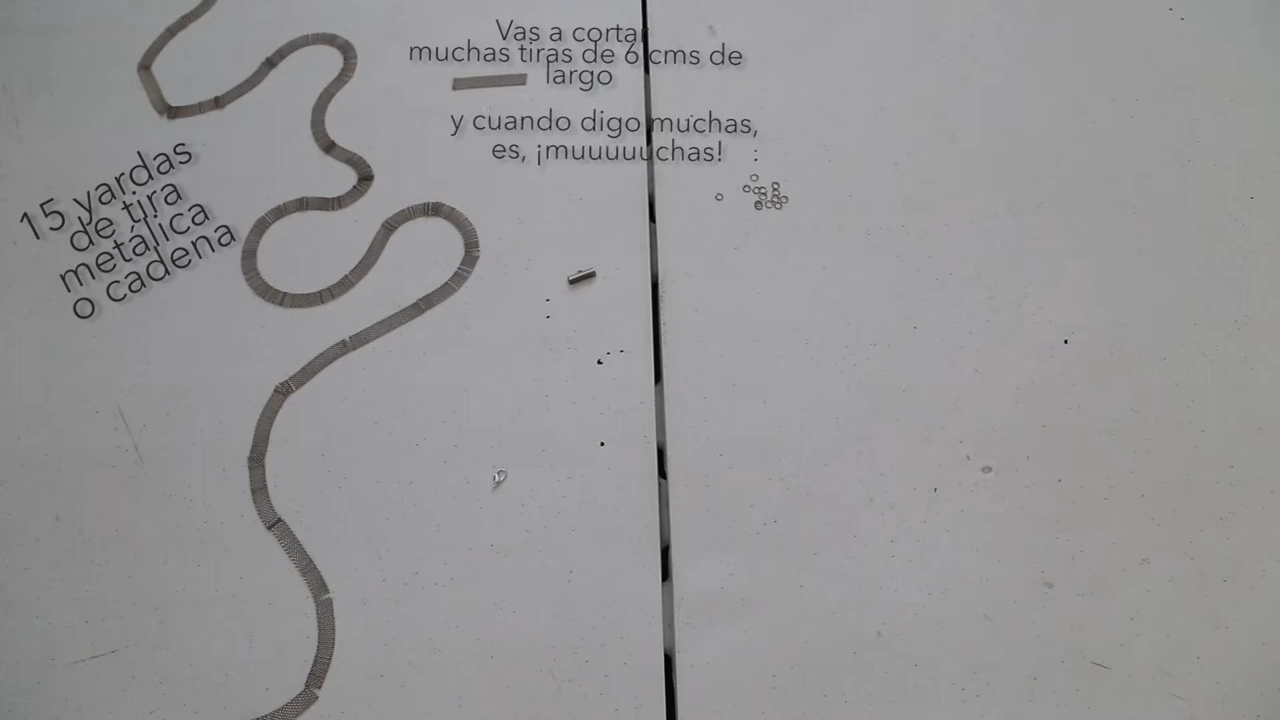 Vas a cortar
muchas tiras de 6 cms de
largo
y cuando digo muchas,
es, ¡muuuuuchas!
:
15 yardas
de tira
metálica
o cadena